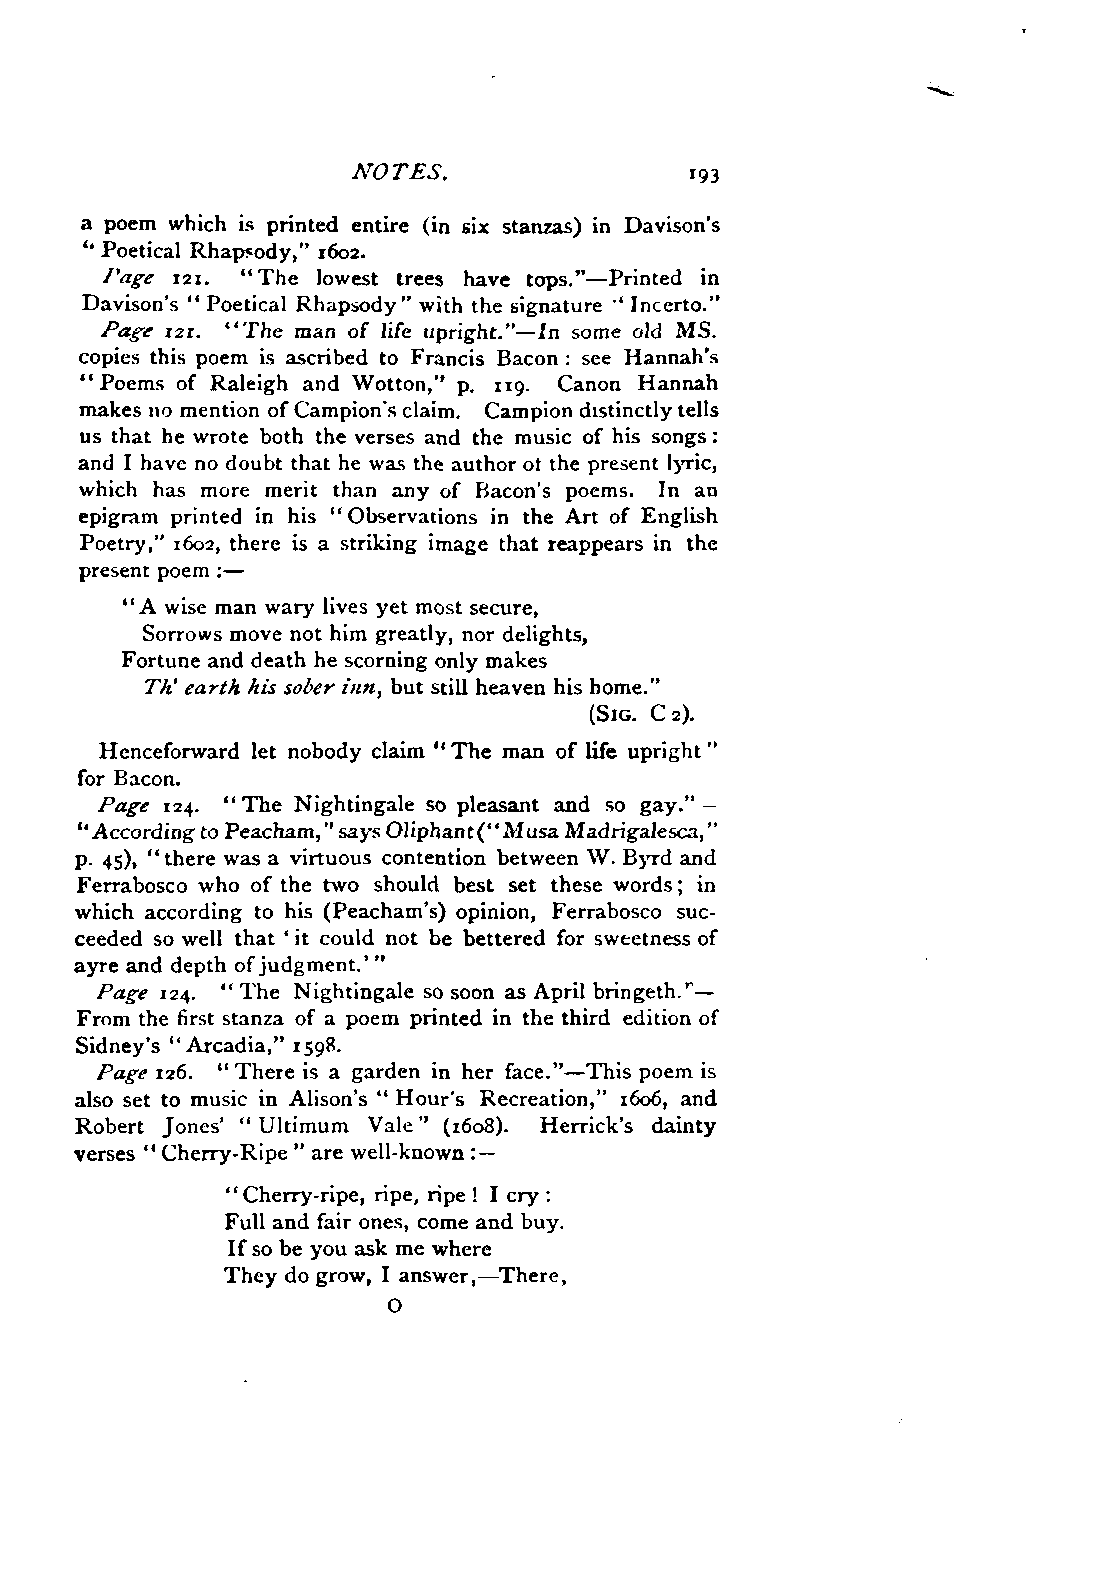 NOTES. 193
a poem which is printed entire (in six stanzas) in Davison's
“ Poetical Rhapsody,” 1602.
Page 121. “The lowest trees have tops.”—Printed in
Davison's “ Poetical Rhapsody ” with the signature “ Incerto.”
Page 121. “The man of life upright.”—In some old MS.
copies this poem is ascribed to Francis Bacon : see Hannah's
“ Poems of Raleigh and Wotton,” p. 119. Canon Hannah
makes no mention of Campion's claim. Campion distinctly tells
us that he wrote both the verses and the music of his songs :
and I have no doubt that he was the author of the present lyric,
which has more merit than any of Bacon's poems. In an
epigram printed in his “ Observations in the Art of English
Poetry,” 1602, there is a striking image that reappears in the
present poem :—
“ A wise man wary lives yet most secure,
Sorrows move not him greatly, nor delights,
Fortune and death he scorning only makes
Th' earth his sober inn, but still heaven his home.”
(SIG. C 2).
Henceforward let nobody claim “ The man of life upright ”
for Bacon.
Page 124. “ The Nightingale so pleasant and so gay.” –
“ According to Peacham,” says Oliphant (“ Musa Madrigalesca,”
p. 45), “ there was a virtuous contention between W. Byrd and
Ferrabosco who of the two should best set these words ; in
which according to his (Peacham's) opinion, Ferrabosco suc-
ceeded so well that ‘ it could not be bettered for sweetness of
ayre and depth of judgment.’ ”
Page 124. “ The Nightingale so soon as April bringeth.”—
From the first stanza of a poem printed in the third edition of
Sidney's “ Arcadia,” 1598.
Page 126. “ There is a garden in her face.”—This poem is
also set to music in Alison's “ Hour's Recreation,” 1606, and
Robert Jones' “ Ultimum Vale ” (1608). Herrick's dainty
verses “ Cherry-Ripe ” are well-known :–
“ Cherry-ripe, ripe, ripe ! I cry :
Full and fair ones, come and buy.
If so be you ask me where
They do grow, I answer,—There,
O